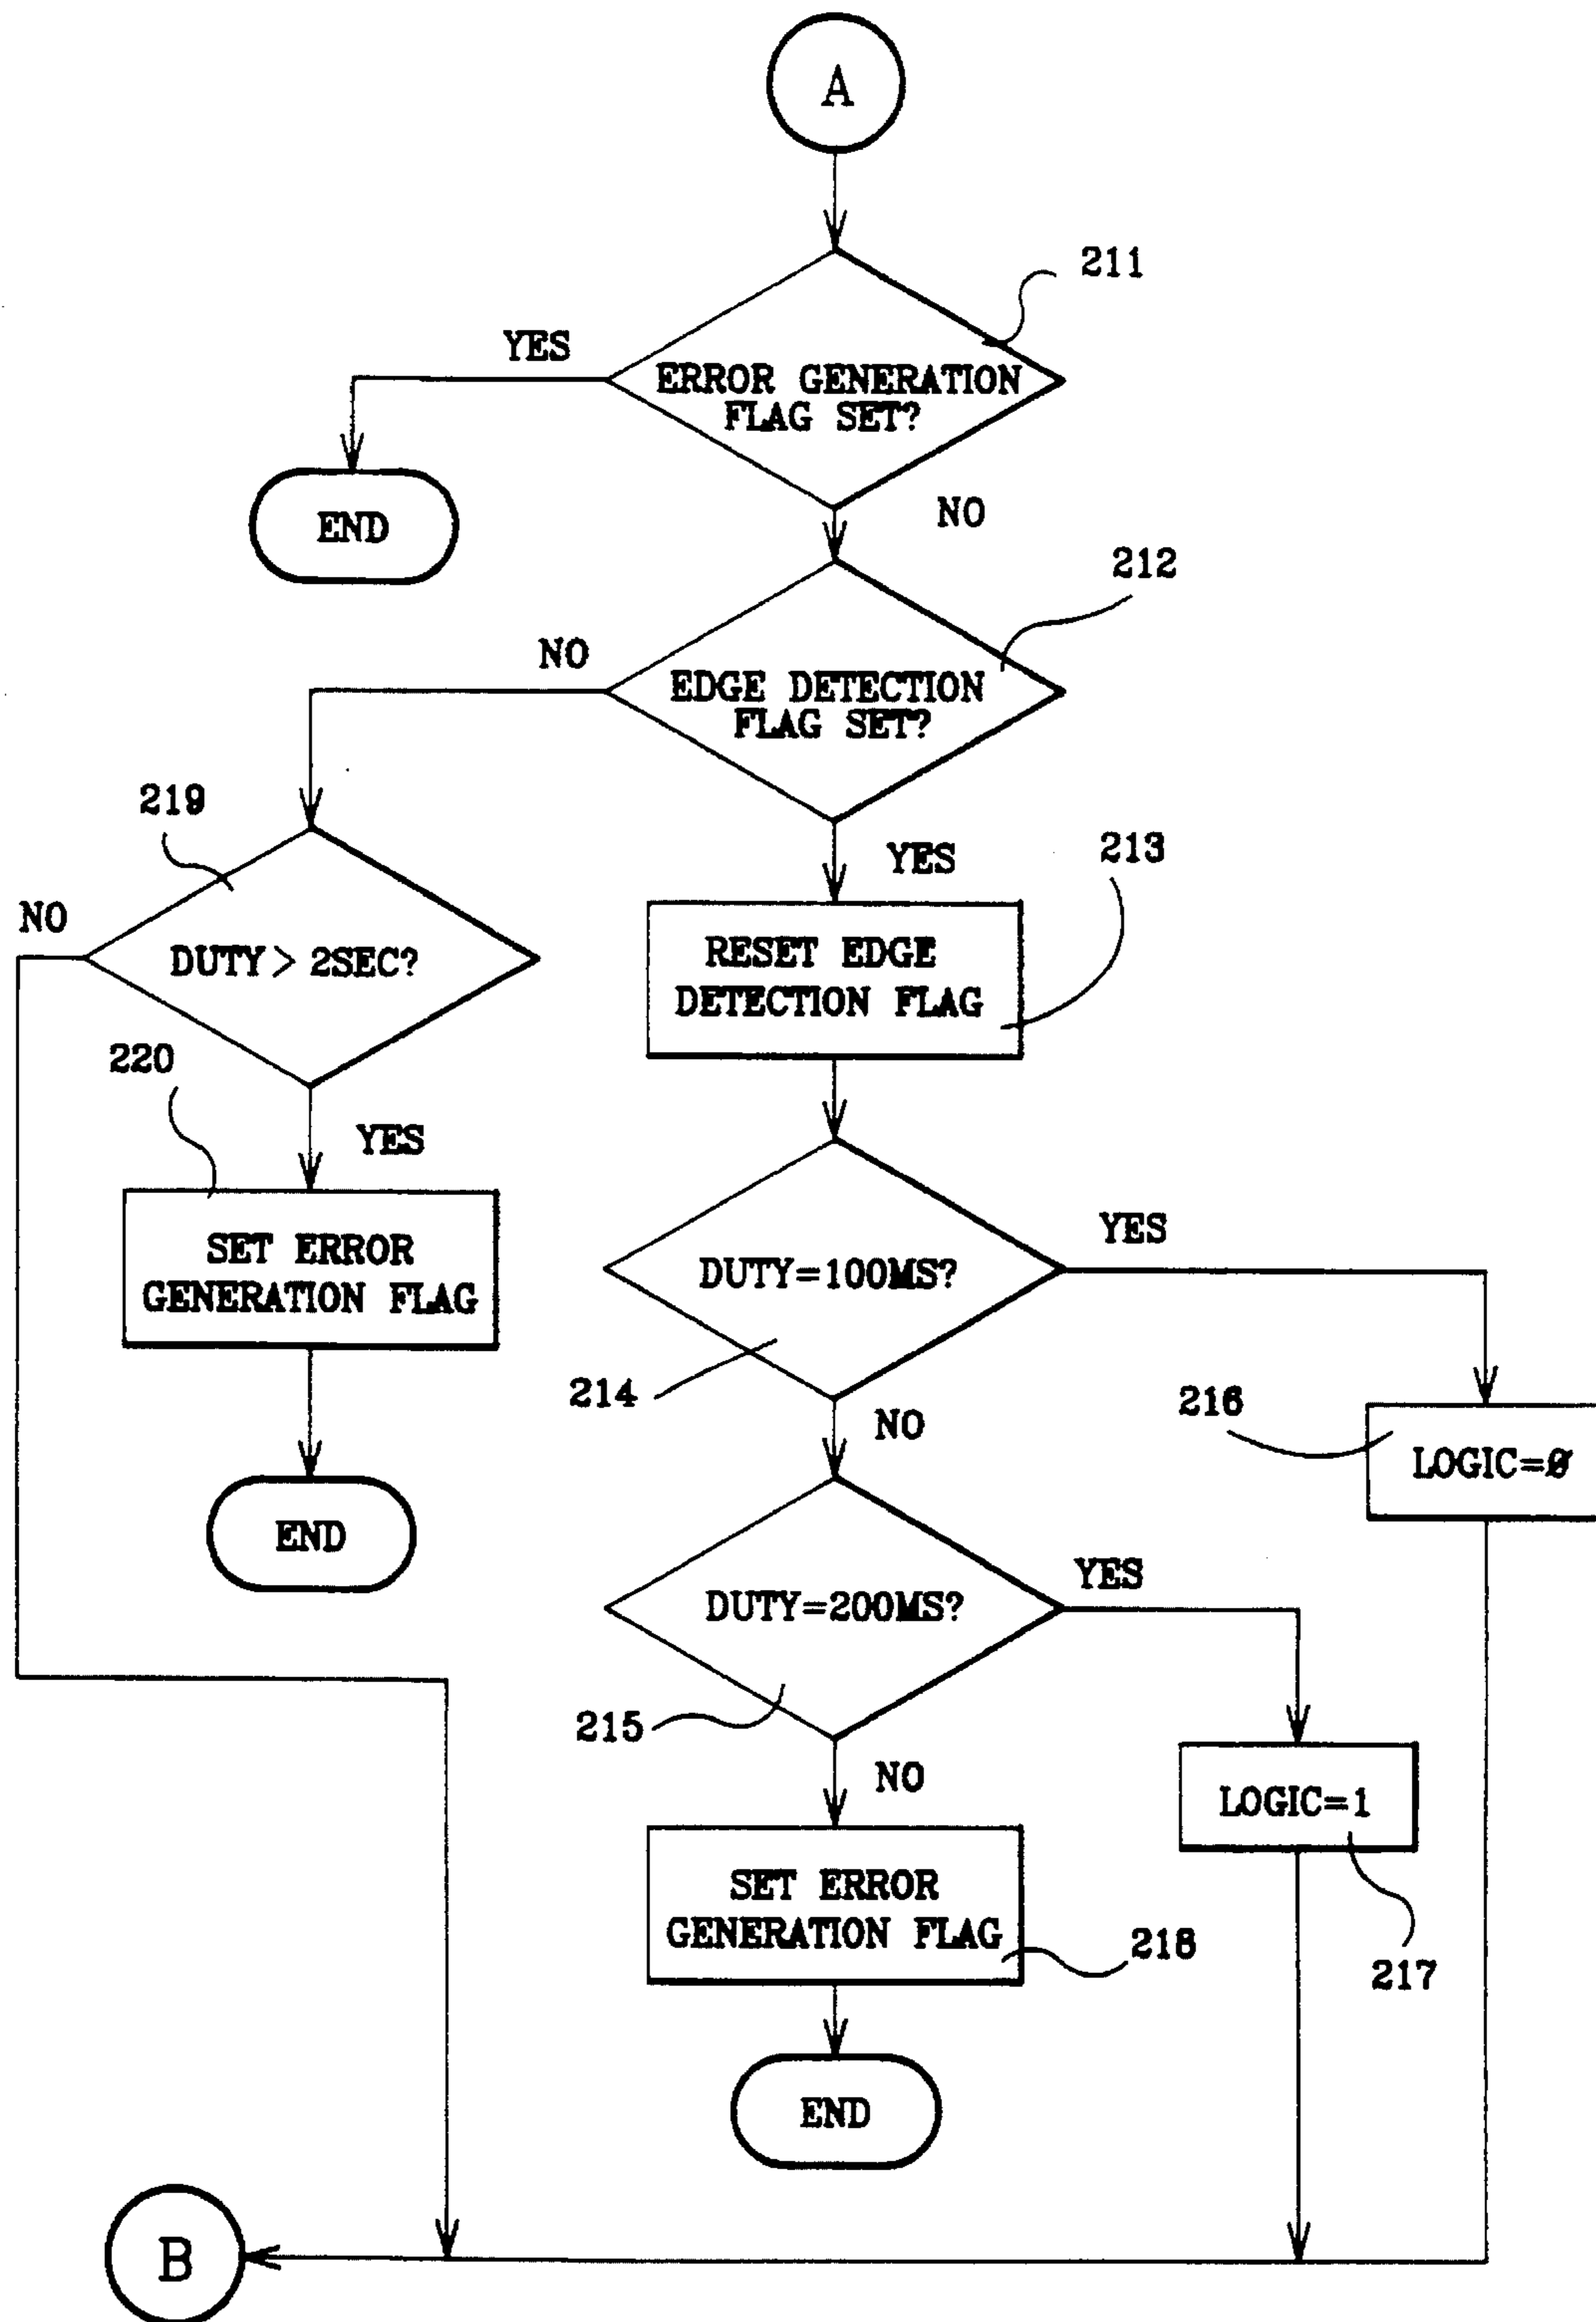 A
211
YES
ERROR GENERATION
FLAG SET?
END
NO
212
NO
EDGE DETECTION
FLAG SET?
219
YES
213
NO
DUTY > 2SEC?
RESET EDGE
DETECTION FLAG
220
YES
SET ERROR
GENERATION FLAG
YES
DUTY=100MS?
214
216
NO
LOGIC=0
END
YES
DUTY=200MS?
215
NO
LOGIC=1
SET ERROR
GENERATION FLAG
218
217
END
B